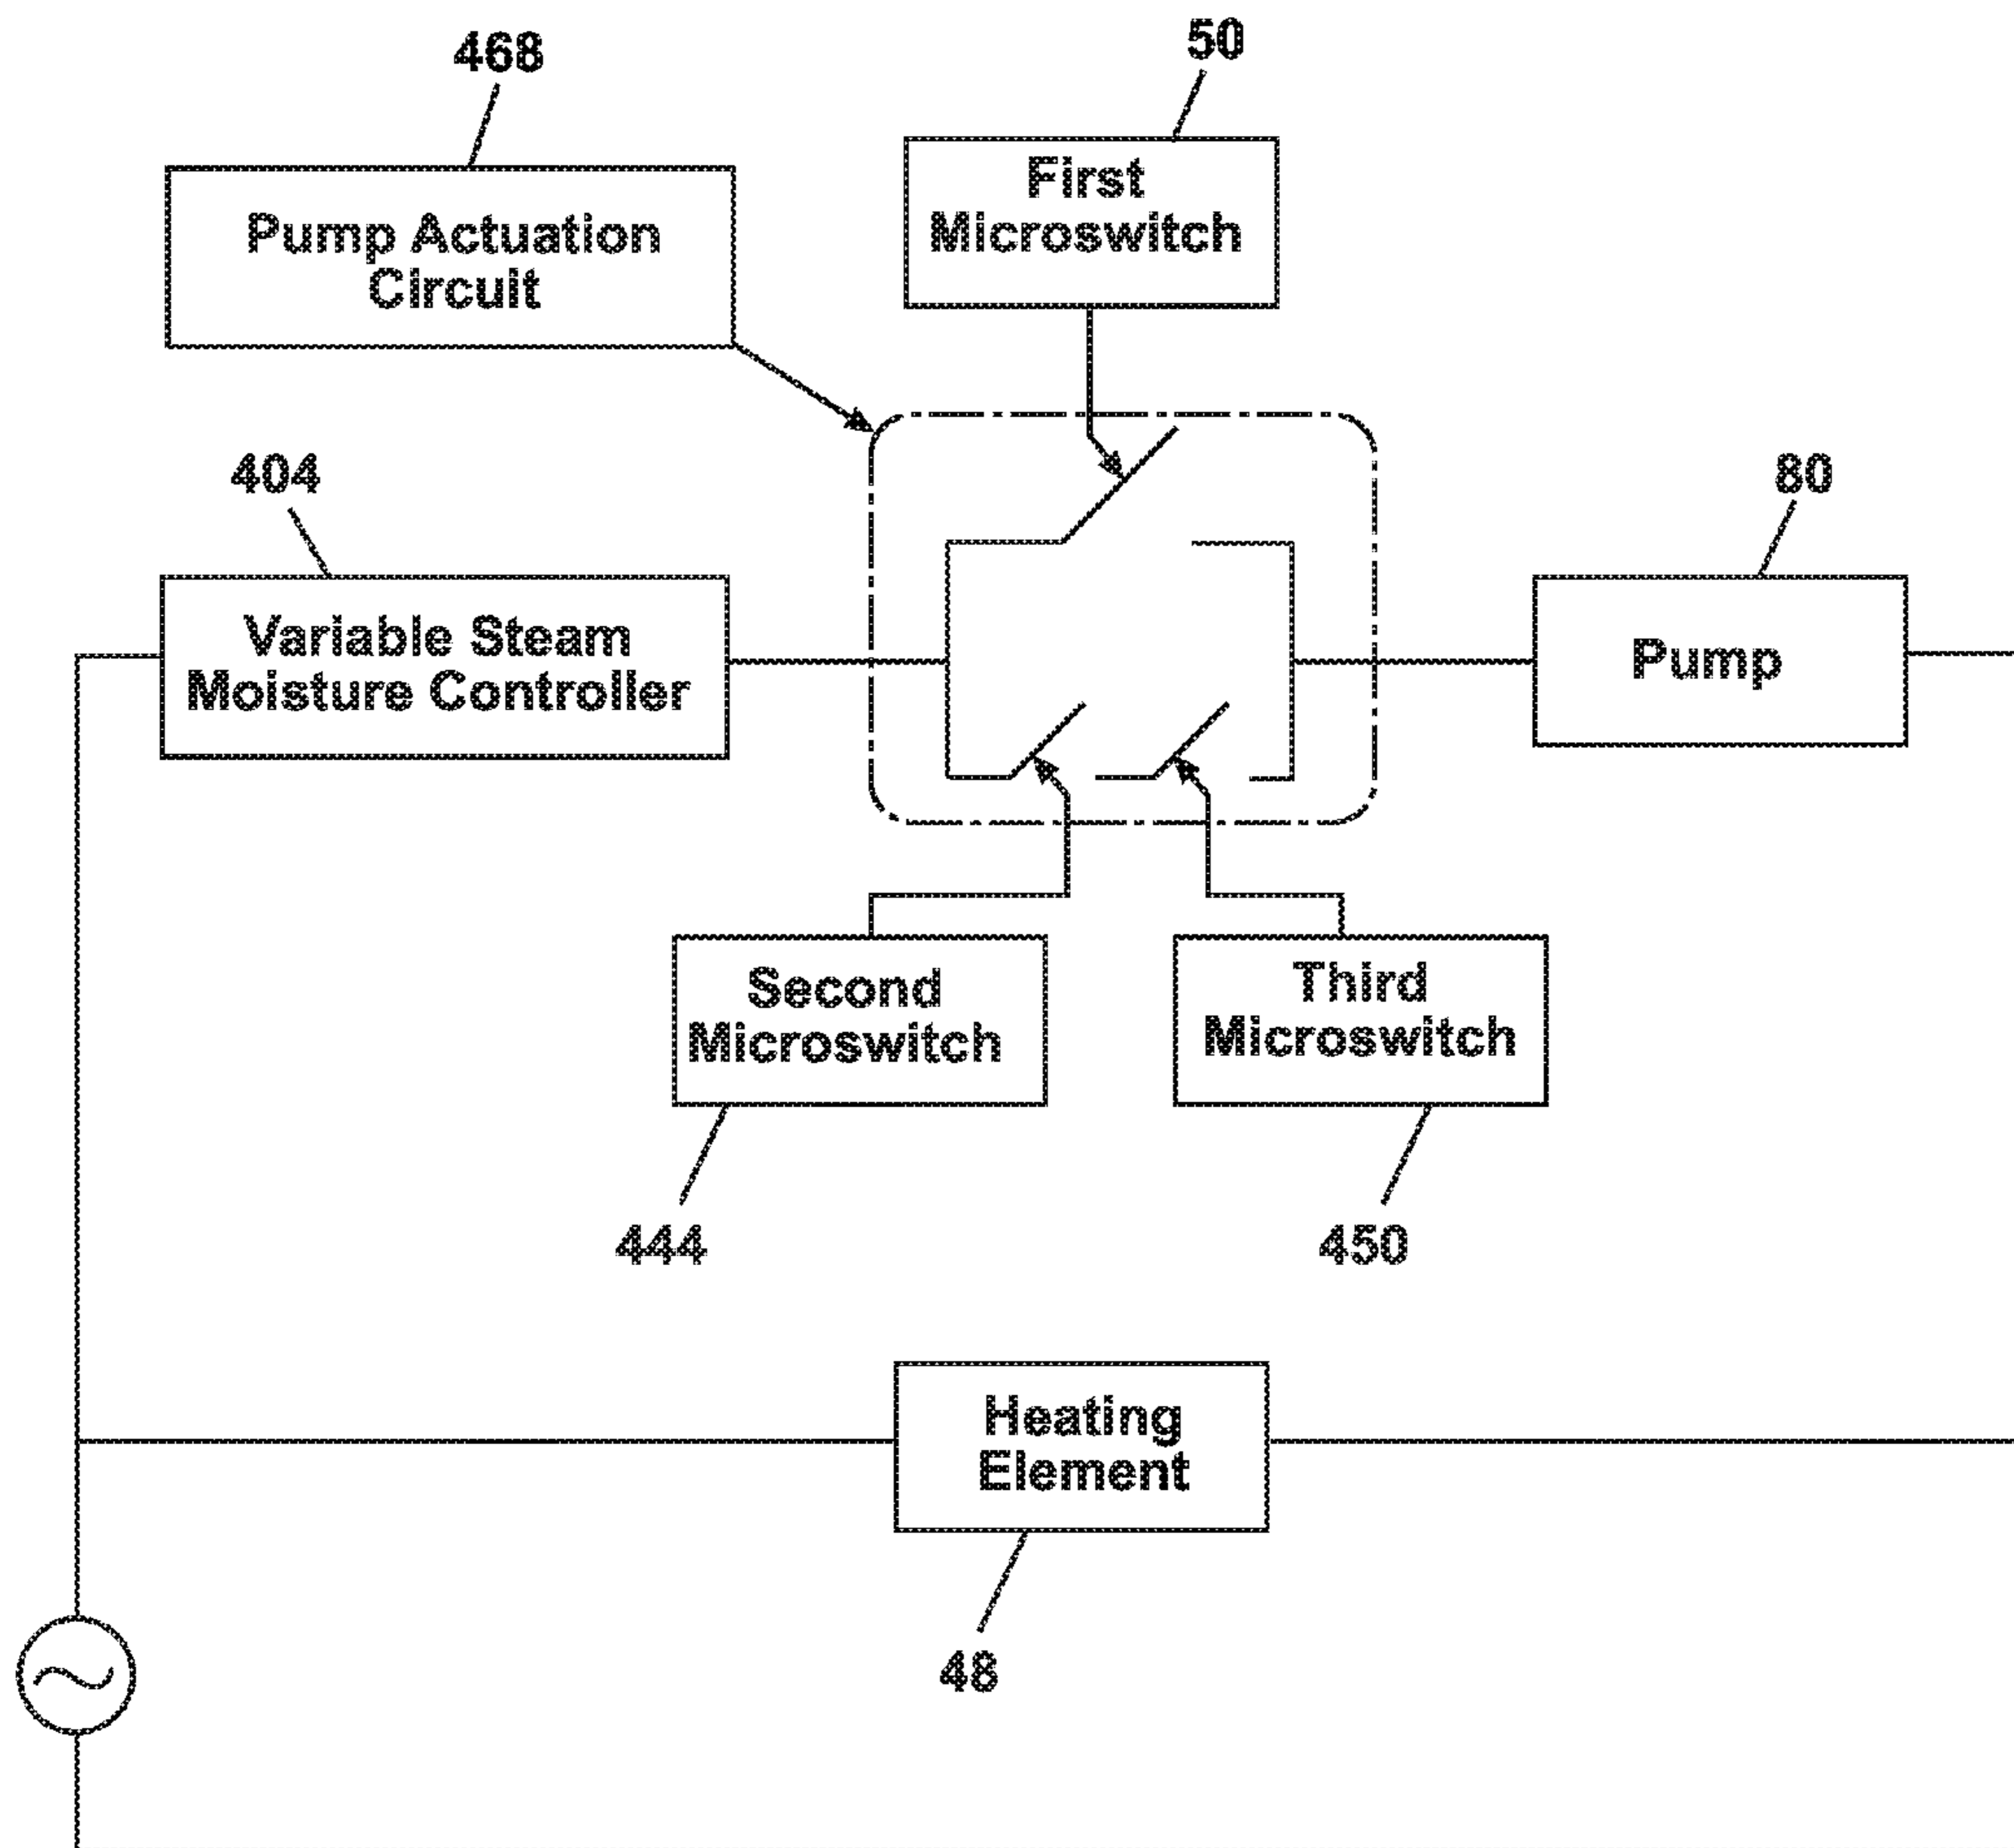 468
50
First
Microswitch
Pump Actuation
Circuit
404
80
Variable Steam
Moisture Controller
Pump
Second
Microswitch
Third
Microswitch
444
450
Heating
Element
48